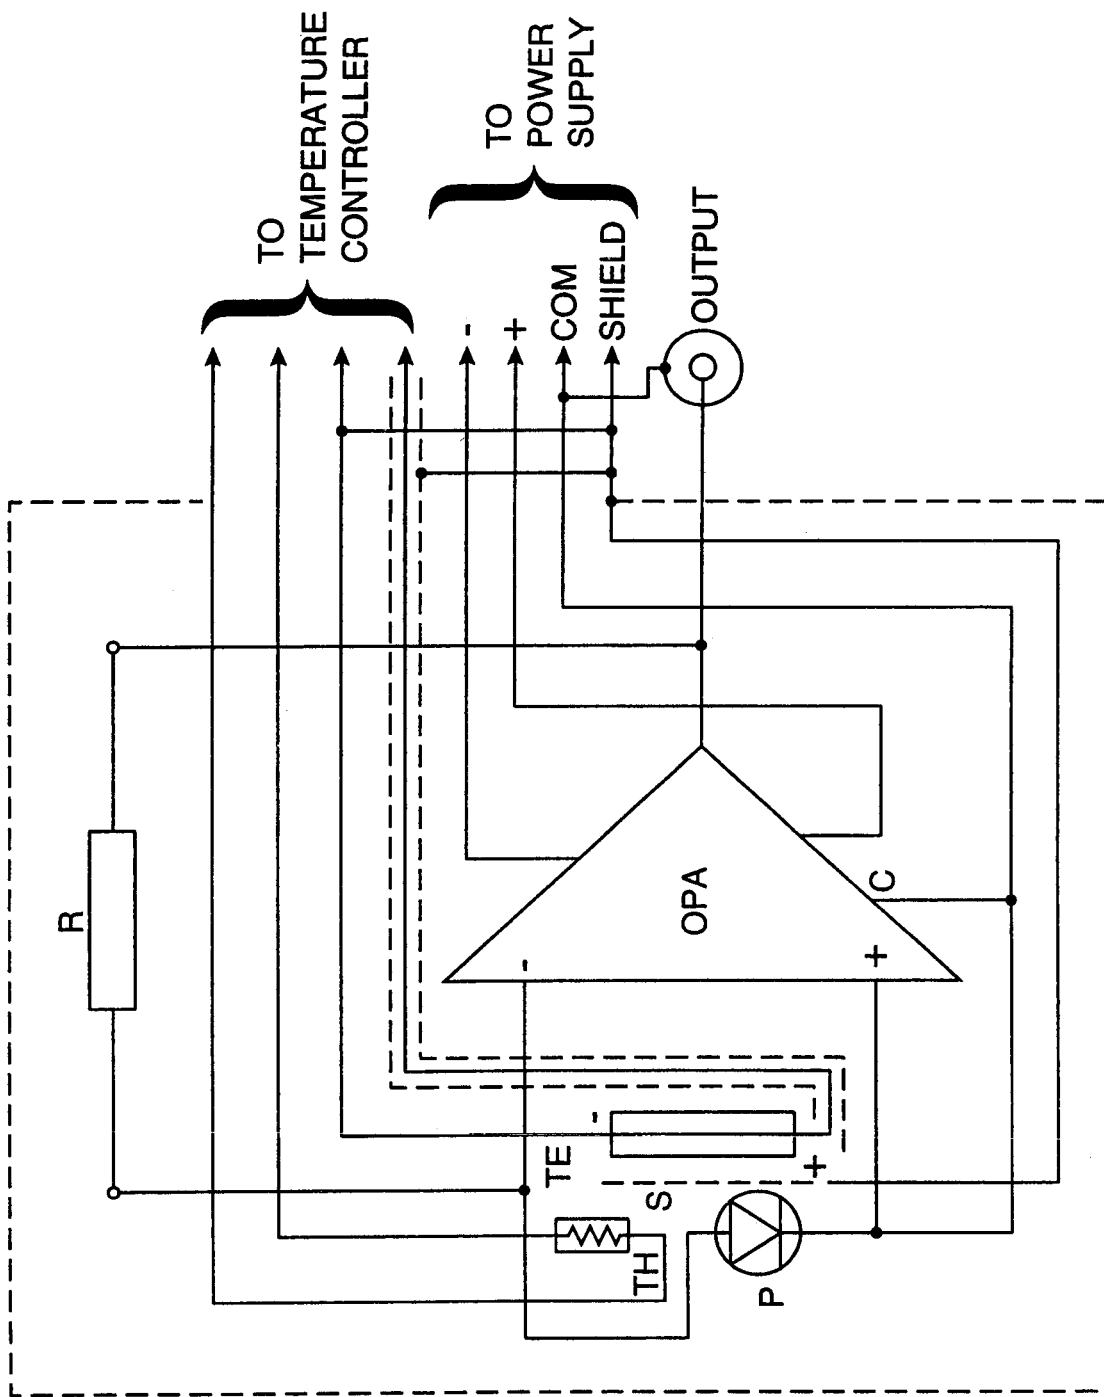 TO
TEMPERATURE
CONTROLLER
TO
POWER
SUPPLY
-
+
COM
SHIELD
OUTPUT
R
OPA
C
-
+
-
TE
+
S
TH
P